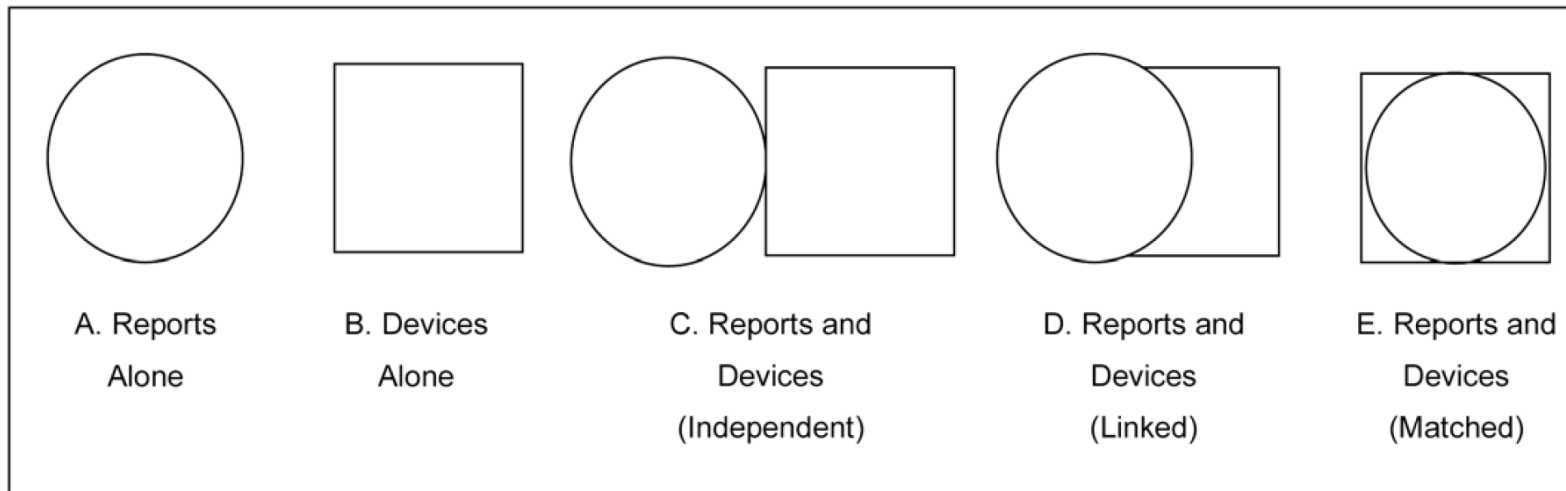 A. Reports
Alone
B. Devices
Alone
C. Reports and
Devices
(Independent)
D. Reports and
Devices
(Linked)
E. Reports and
Devices
(Matched)